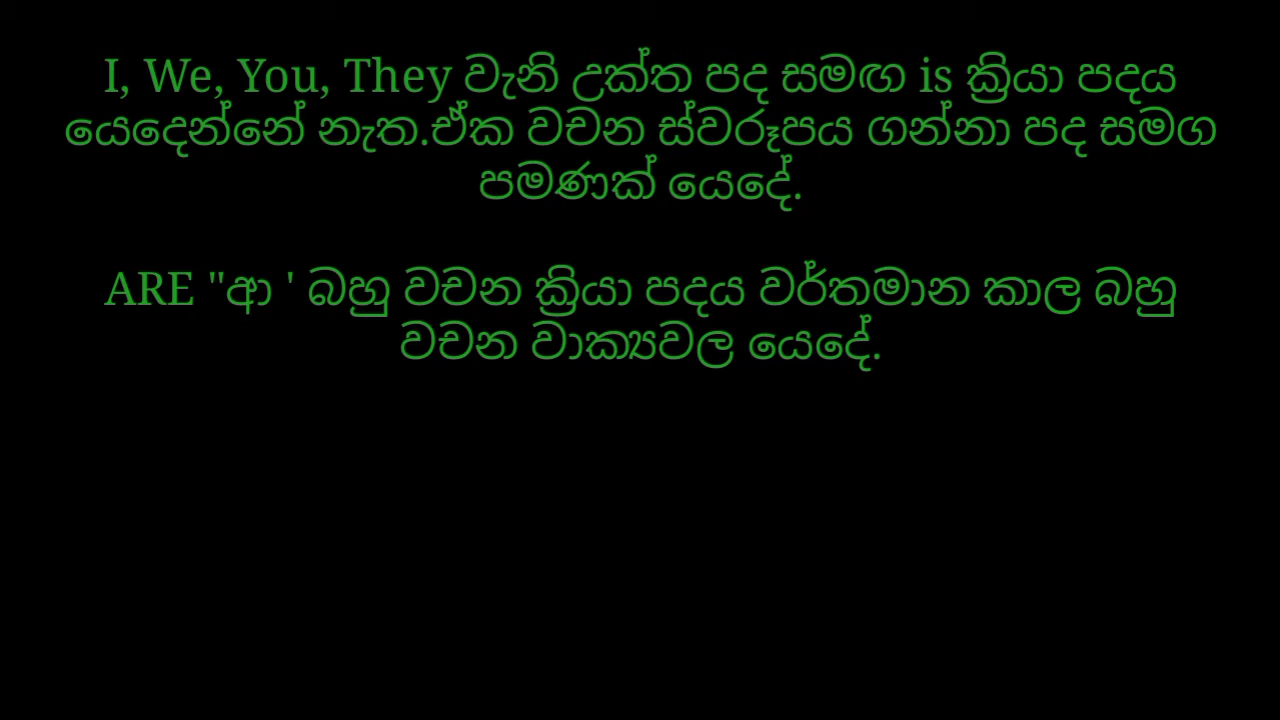 I, We, You, They වැනි උක්ත පද සමඟ is ක්‍රියා පදය
යෙදෙන්නේ නැත.ඒක වචන ස්වරූපය ගන්නා පද සමග
පමණක් යෙදේ.
ARE "ආ ' බහු වචන ක්‍රියා පදය වර්තමාන කාල බහු
වචන වාක්‍යවල යෙදේ.